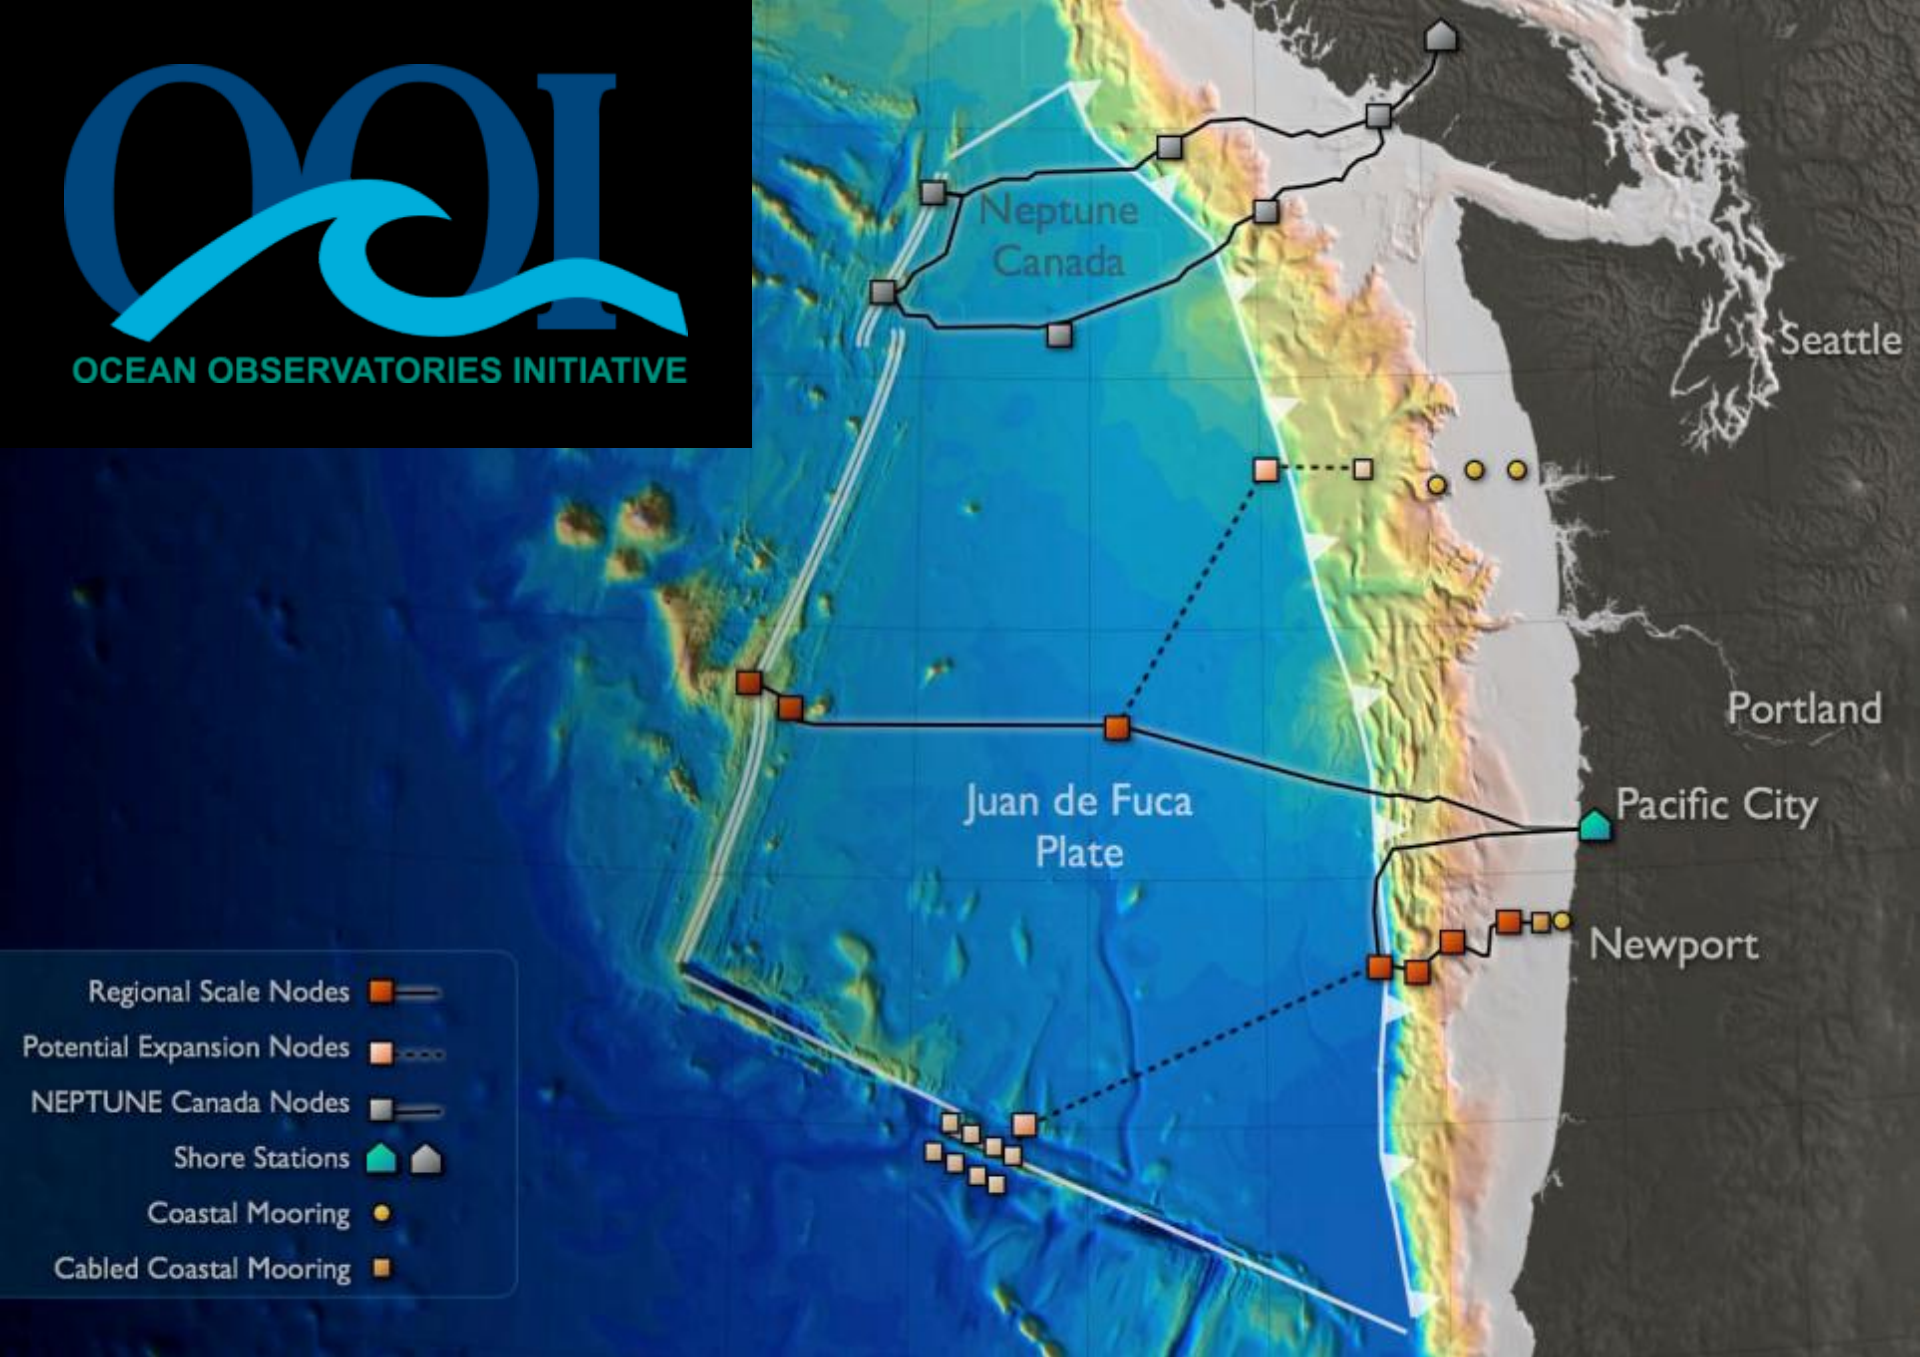 OOI
OCEAN OBSERVATORIES INITIATIVE
Neptune
Canada
Seattle
Portland
Juan de Fuca
Plate
Pacific City
Newport
Regional Scale Nodes
Potential Expansion Nodes
NEPTUNE Canada Nodes
Shore Stations
Coastal Mooring
Cabled Coastal Mooring